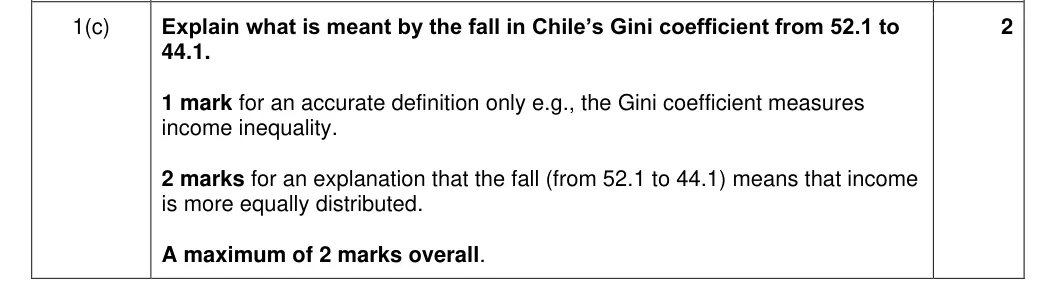 1(c)
Explain what is meant by the fall in Chile’s Gini coefficient from 52.1 to
44.1.
2
1 mark for an accurate definition only e.g., the Gini coefficient measures
income inequality.
2 marks for an explanation that the fall (from 52.1 to 44.1) means that income
is more equally distributed.
A maximum of 2 marks overall.